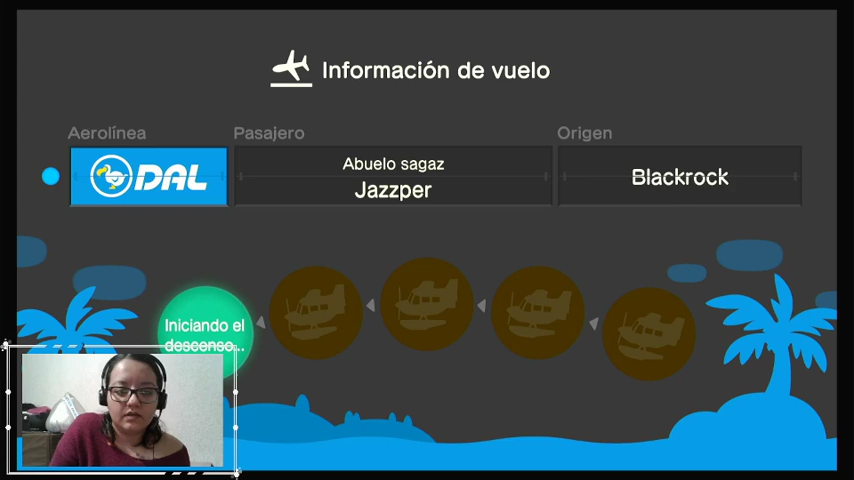 Información de vuelo
Aerolínea
Pasajero
Origen
DAL
Abuelo sagaz
Jazzper
Blackrock
Iniciando el
descenso...